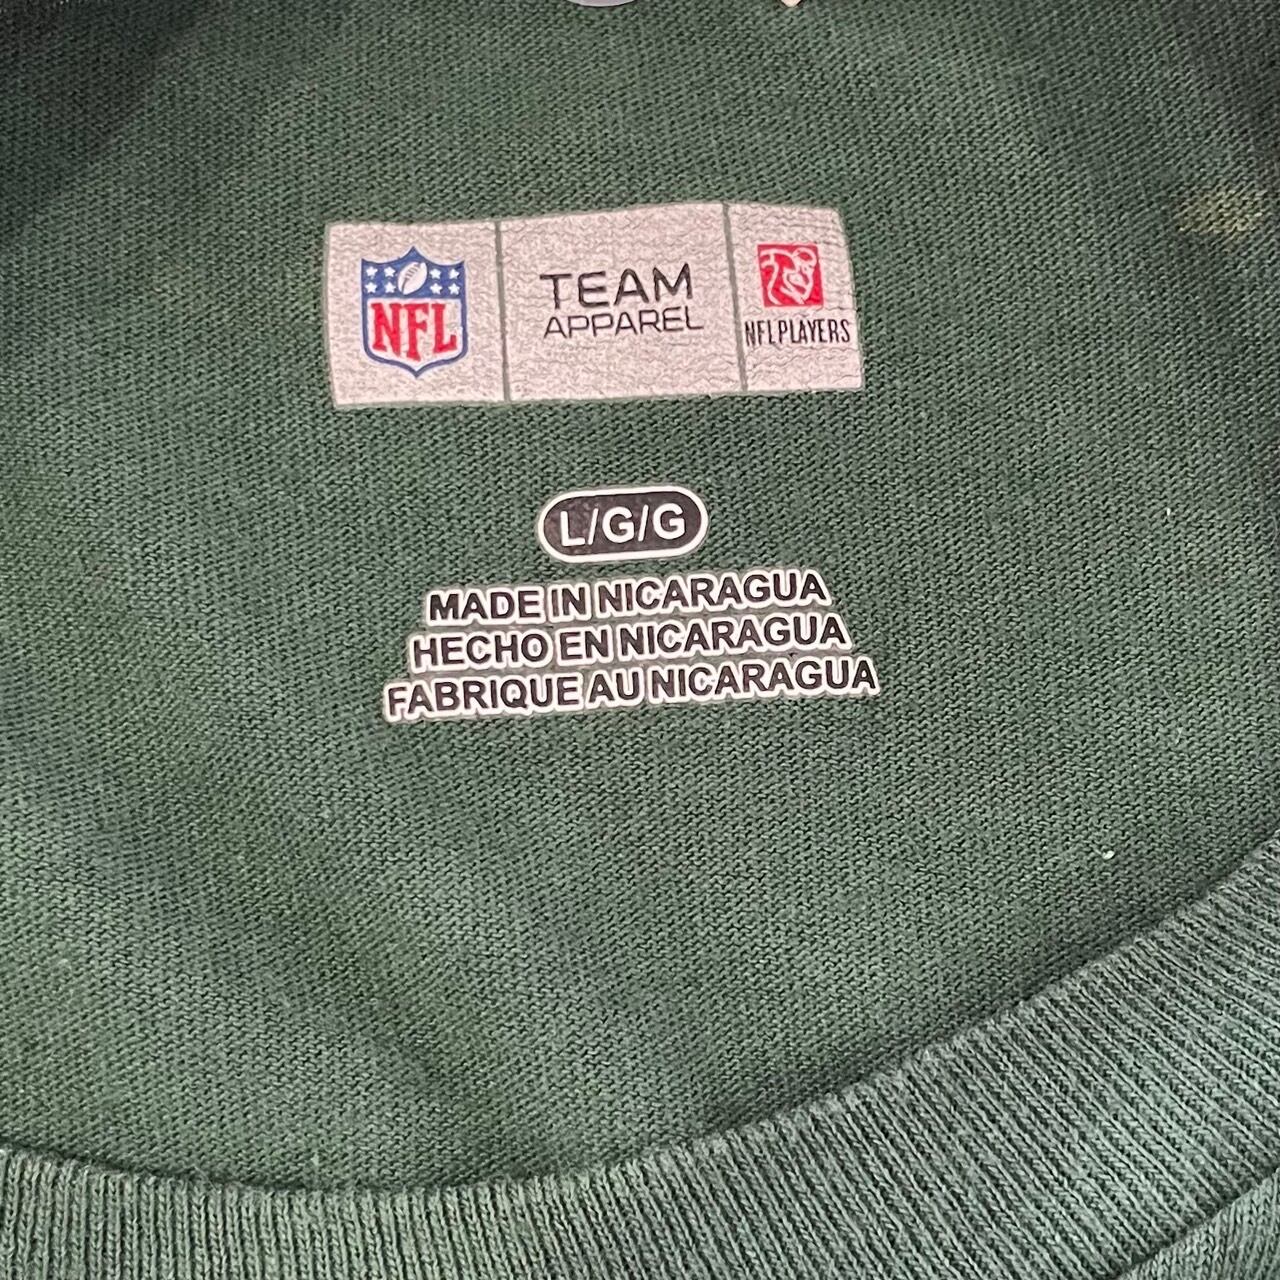 NFL
TEAM
APPAREL
NFL PLAYERS
L/G/G
MADE IN NICARAGUA
HECHO EN NICARAGUA
FABRIQUE AU NICARAGUA